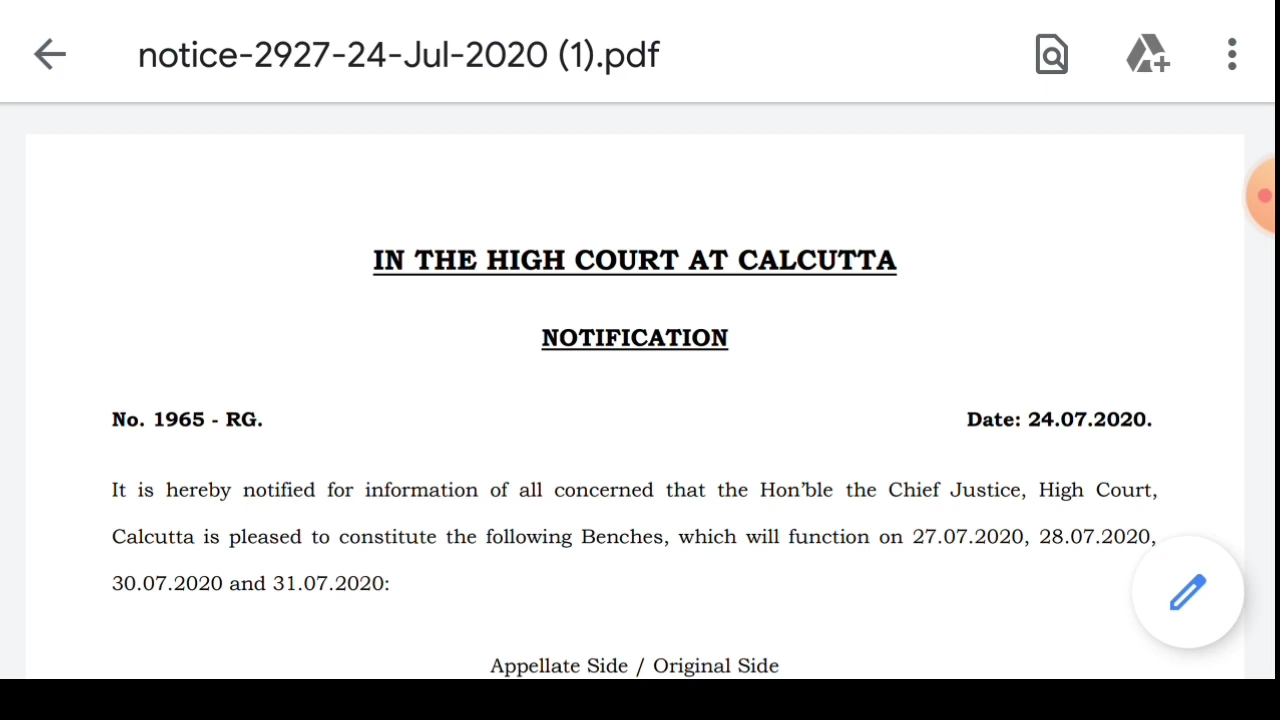 notice-2927-24-Jul-2020 (1).pdf
IN THE HIGH COURT AT CALCUTTA
NOTIFICATION
No. 1965 - RG. Date: 24.07.2020.
It is hereby notified for information of all concerned that the Hon’ble the Chief Justice, High Court,
Calcutta is pleased to constitute the following Benches, which will function on 27.07.2020, 28.07.2020,
30.07.2020 and 31.07.2020:
Appellate Side / Original Side